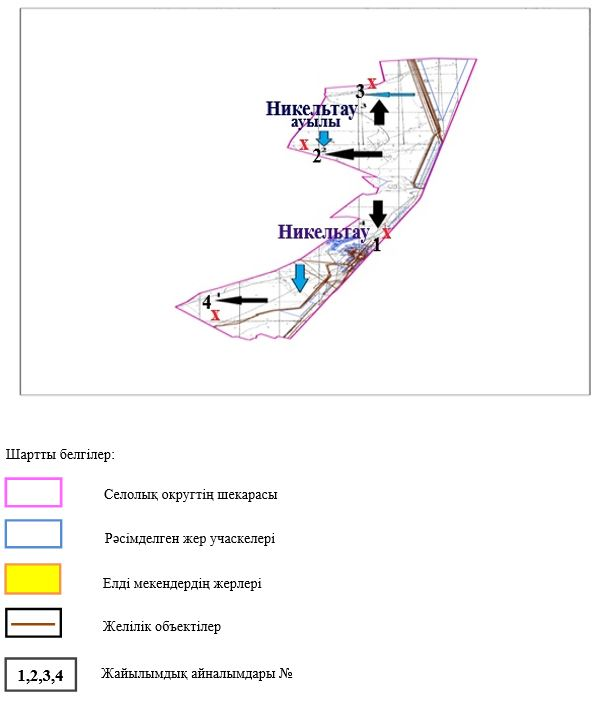 3 х
Никельтау
ауылы
х
2
Никельтау х
1
4
х
Шартты белгілер:
Селолық округтің шекарасы
Рәсімделген жер учаскелері
Елді мекендердің жерлері
Желілік объектілер
1,2,3,4 Жайылымдық айналымдары №